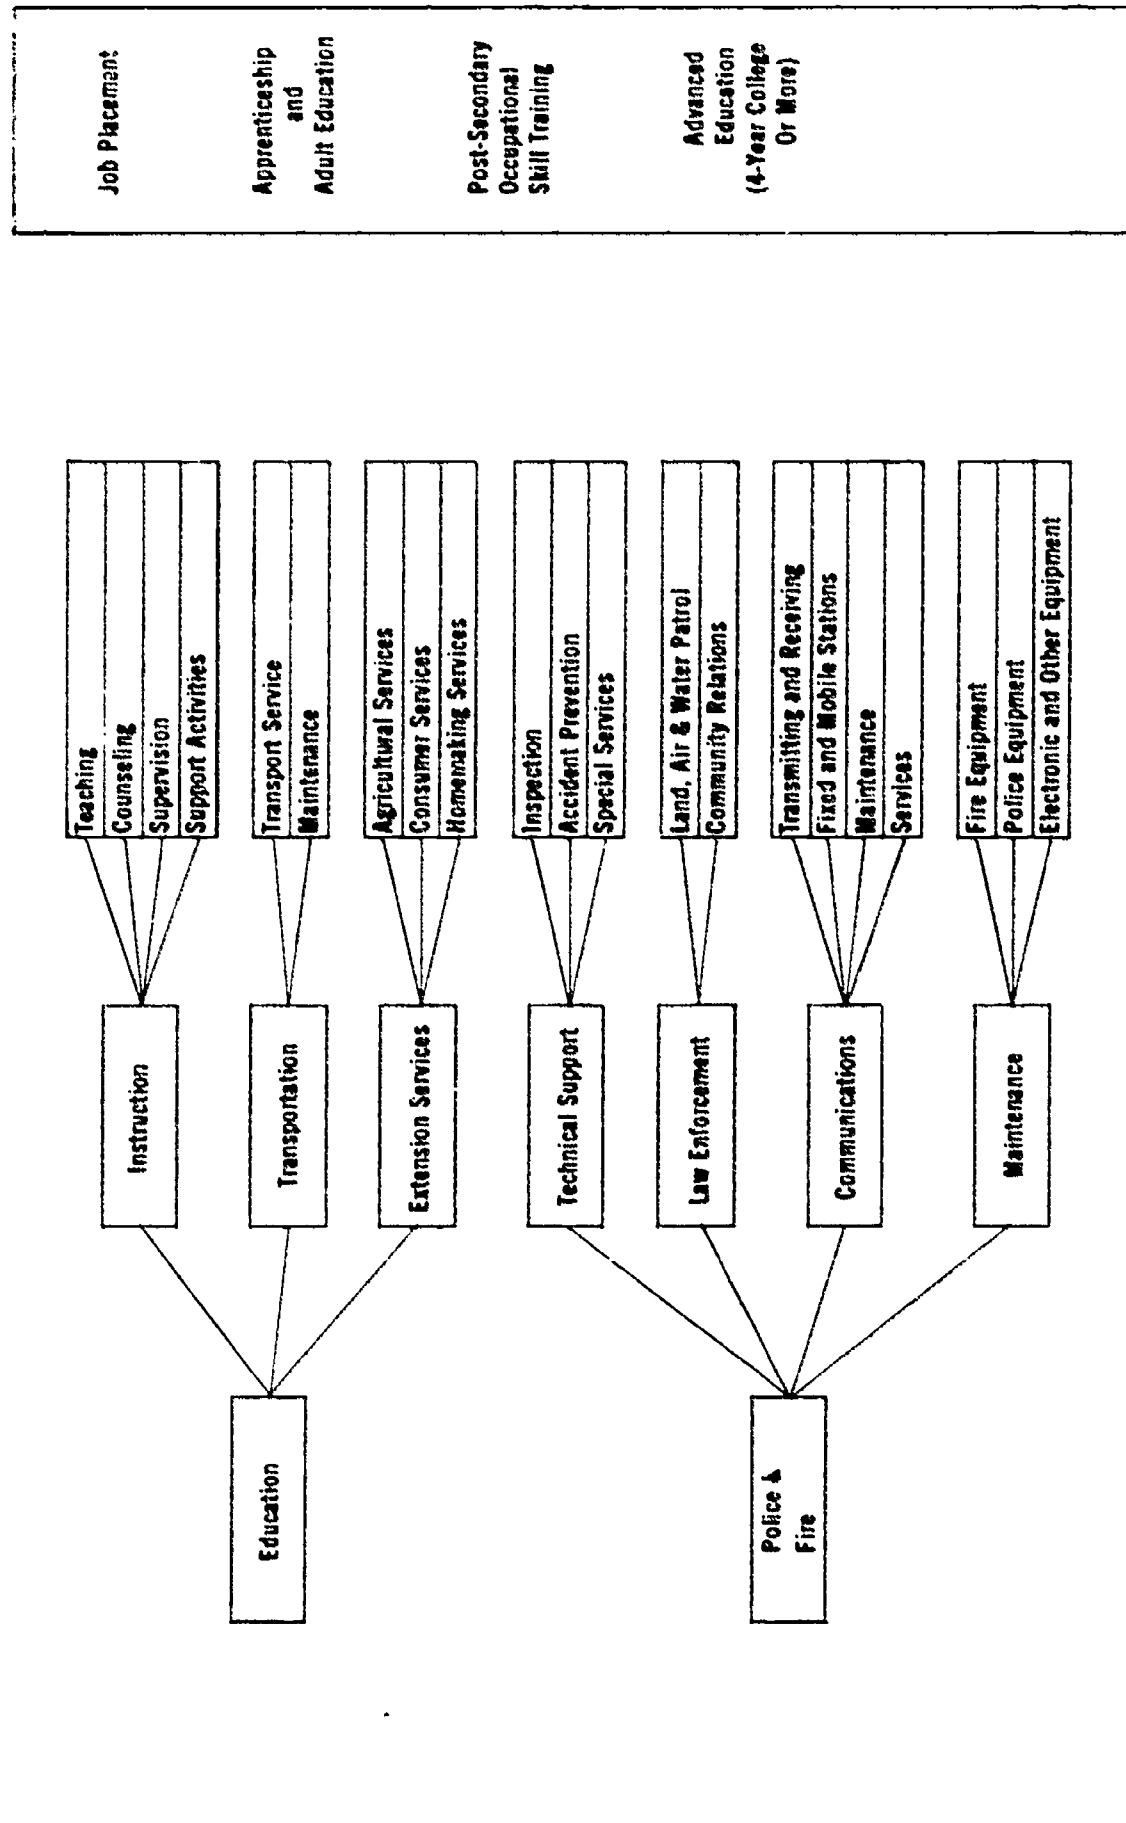 Education
Police &
Fire
Instruction
Transportation
Extension Services
Technical Support
Law Enforcement
Communications
Maintenance
Teaching
Counseling
Supervision
Support Activities
Transport Service
Maintenance
Agricultural Services
Consumer Services
Homemaking Services
Inspection
Accident Prevention
Special Services
Land, Air & Water Patrol
Community Relations
Transmitting and Receiving
Fixed and Mobile Stations
Maintenance
Services
Fire Equipment
Police Equipment
Electronic and Other Equipment
Job Placement
Apprenticeship
and
Adult Education
Post-Secondary
Occupational
Skill Training
Advanced
Education
(4-Year College
Or More)